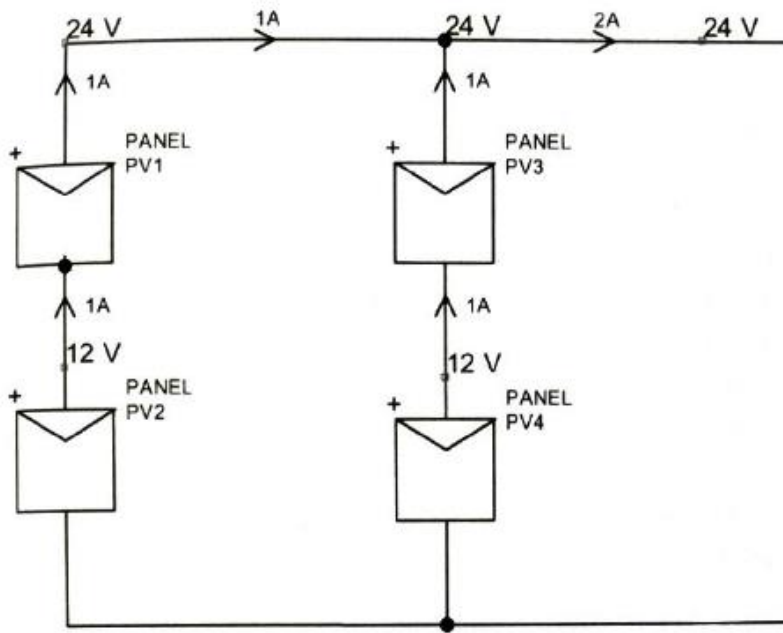 1A
2A
24 V
24 V
24 V
1A
1A
+
PANEL
PV1
+
PANEL
PV3
1A
1A
12 V
12 V
+
PANEL
PV2
+
PANEL
PV4